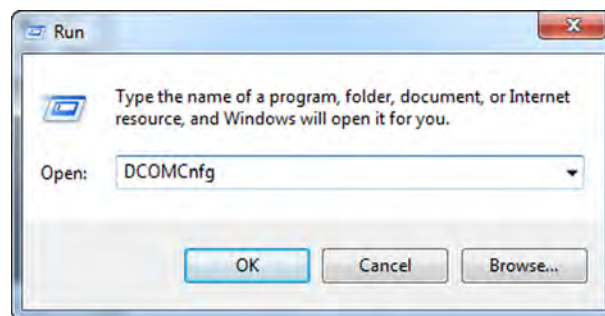 Run
Type the name of a program, folder, document, or Internet
resource, and Windows will open it for you.
Open: DCOMCnfg
OK Cancel Browse...